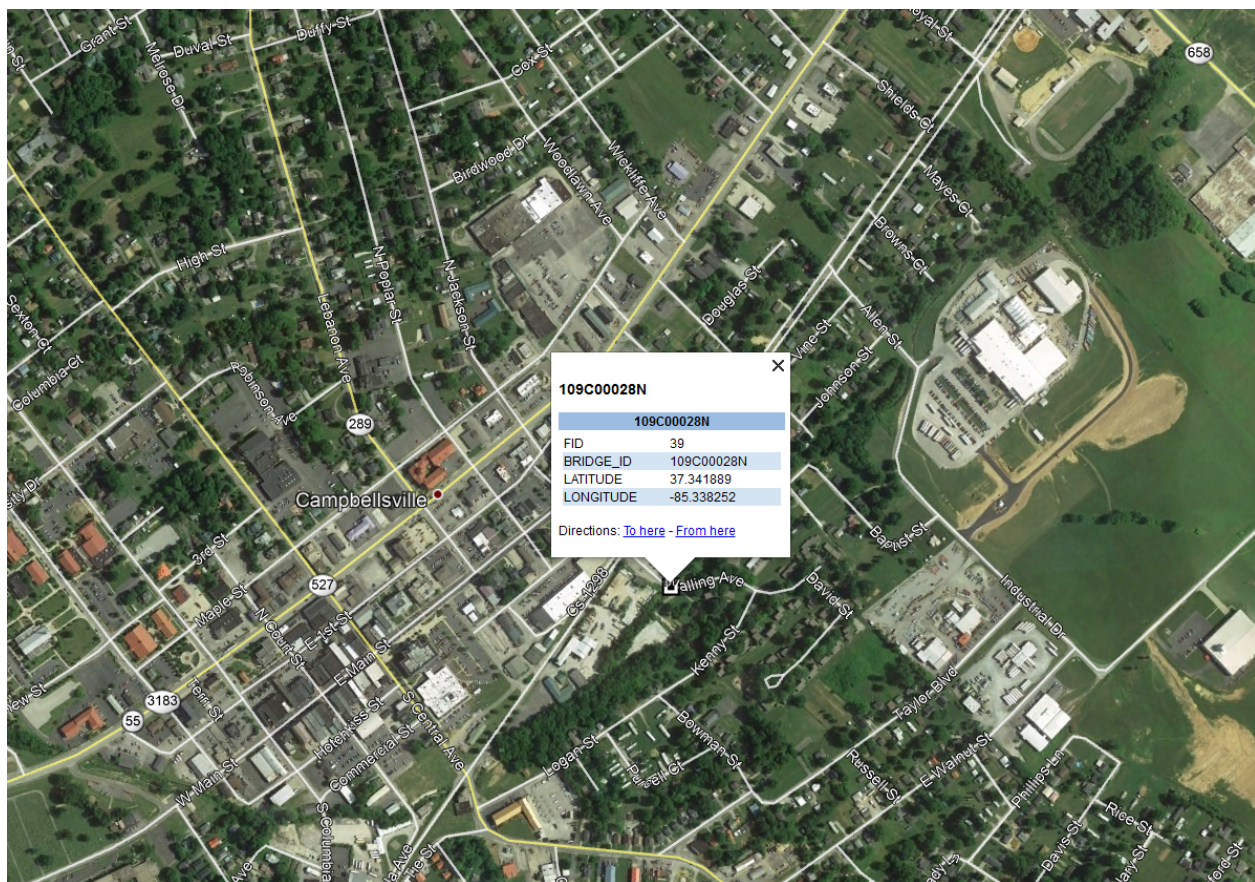 Grant St
Duval St
Duffy St
Melrose Dr
Cox St
Shields Ct
658
Birdwood Dr
Woodlawn Ave
Wickliffe Ave
Mayes Ct
Browns Ct
High St
N Poplar St
N Jackson St
Douglas St
Sexton Ct
Lebanon Ave
Allen St
Vine St
Johnson St
Columbia Ct
Robinson Ave
289
109C00028N
109C00028N
FID 39
BRIDGE_ID 109C00028N
LATITUDE 37.341889
LONGITUDE -85.338252
Directions: To here - From here
Campbellsville
3rd St
Baptist St
527
Cs-1298
Walling Ave
David St
Industrial Dr
Maple St
N Court St
E 1st St
E Main St
Kenny St
3183
55
Terri St
Hotchkiss St
Commercial St
S Central Ave
Taylor Blvd
Bowman St
Logan St
Pursell Ct
Russell St
E Walnut St
Phillips Ln
W Main St
S Columbia
Davis St
Rice St